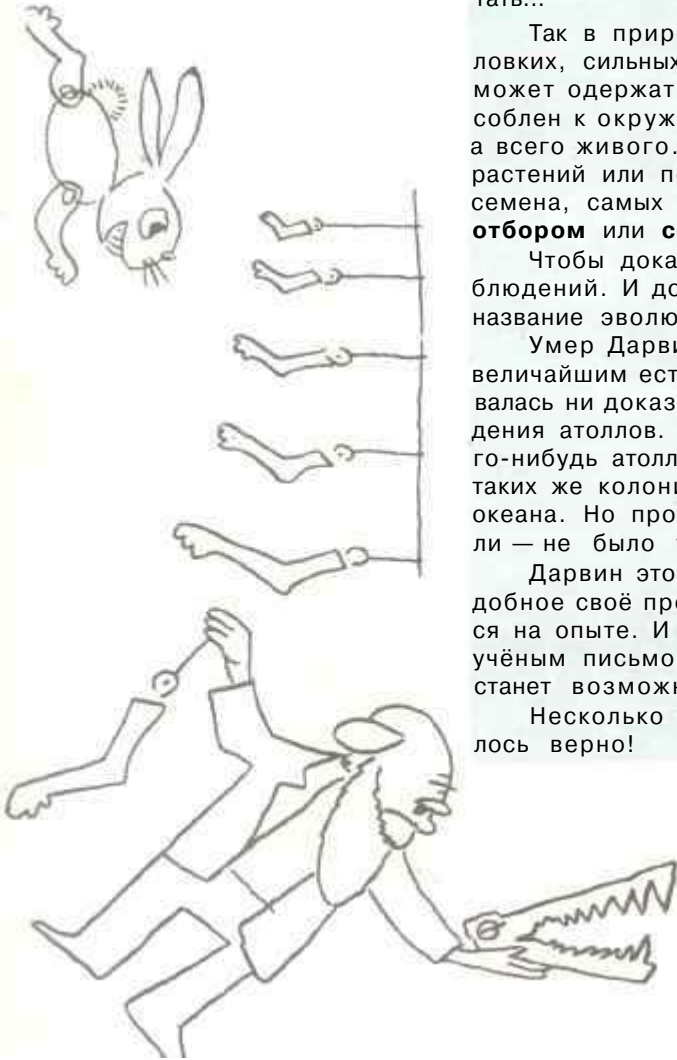 тать...
Так в прир
ловких, сильных
может одержат
соблен к окруж
а всего живого.
растений или п
семена, самых
отбором или с
Чтобы дока
блюдений. И до
название эволю
Умер Дарви
величайшим ест
валась ни доказ
дения атоллов.
го-нибудь атолл
таких же колони
океана. Но про
ли — не было
Дарвин это
добное своё пр
ся на опыте. И
учёным письмо
станет возможн
Несколько
лось верно!